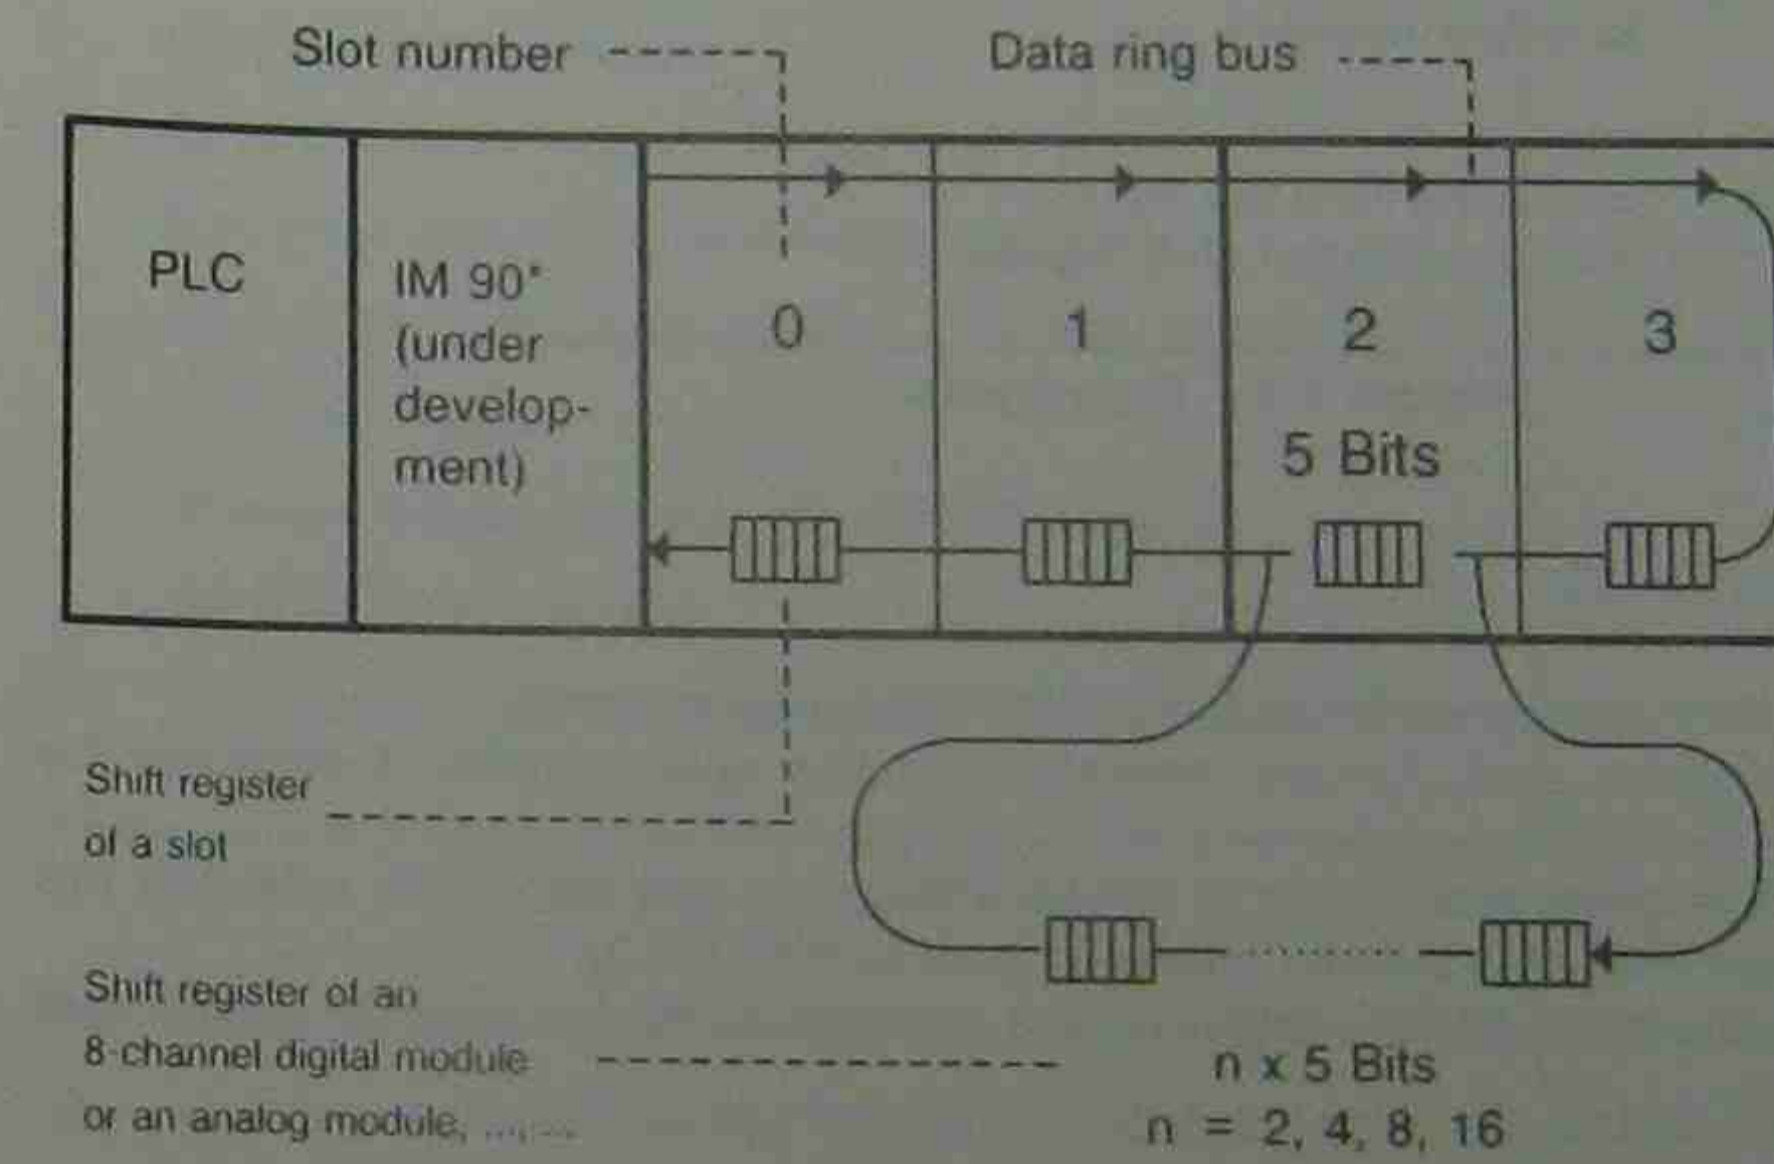 Slot number
Data ring bus
PLC
IM 90*
(under
develop-
ment)
0
1
2
3
5 Bits
Shift register
of a slot
Shift register of an
8-channel digital module
or an analog module, ...,...
n x 5 Bits
n = 2, 4, 8, 16